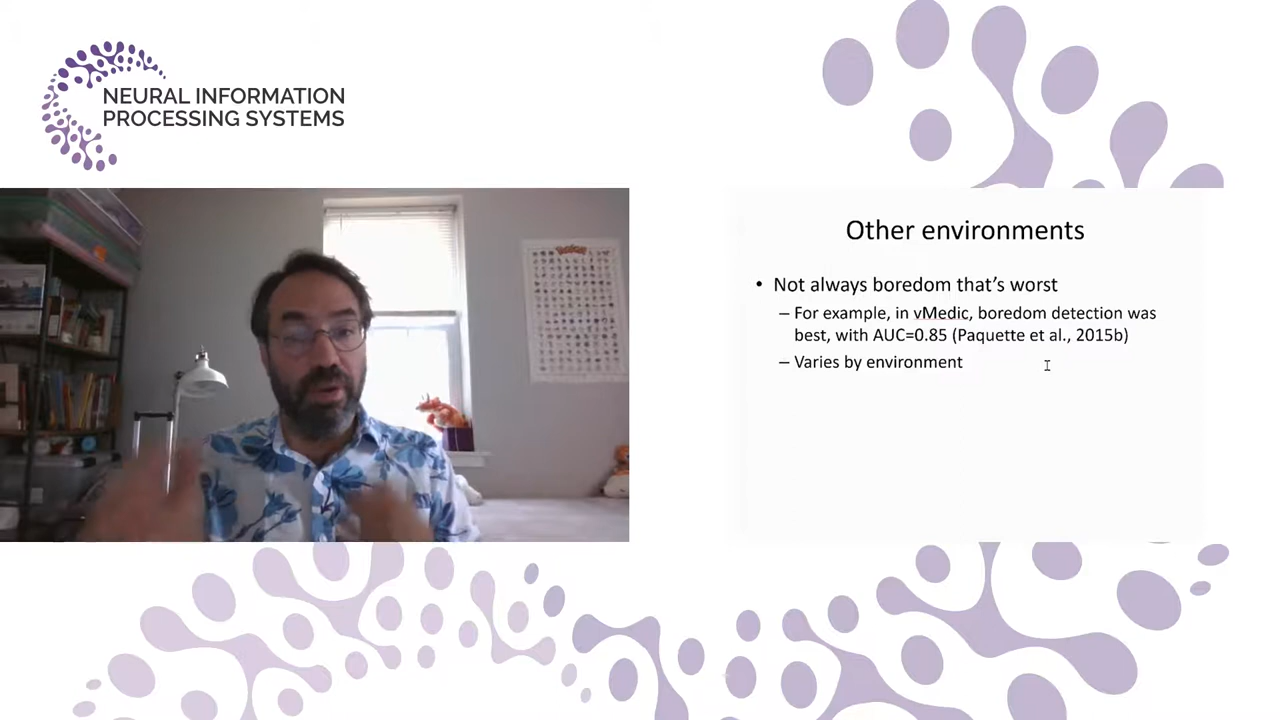 NEURAL INFORMATION
PROCESSING SYSTEMS
Pokémon
Other environments
• Not always boredom that's worst
– For example, in vMedic, boredom detection was
best, with AUC=0.85 (Paquette et al., 2015b)
– Varies by environment